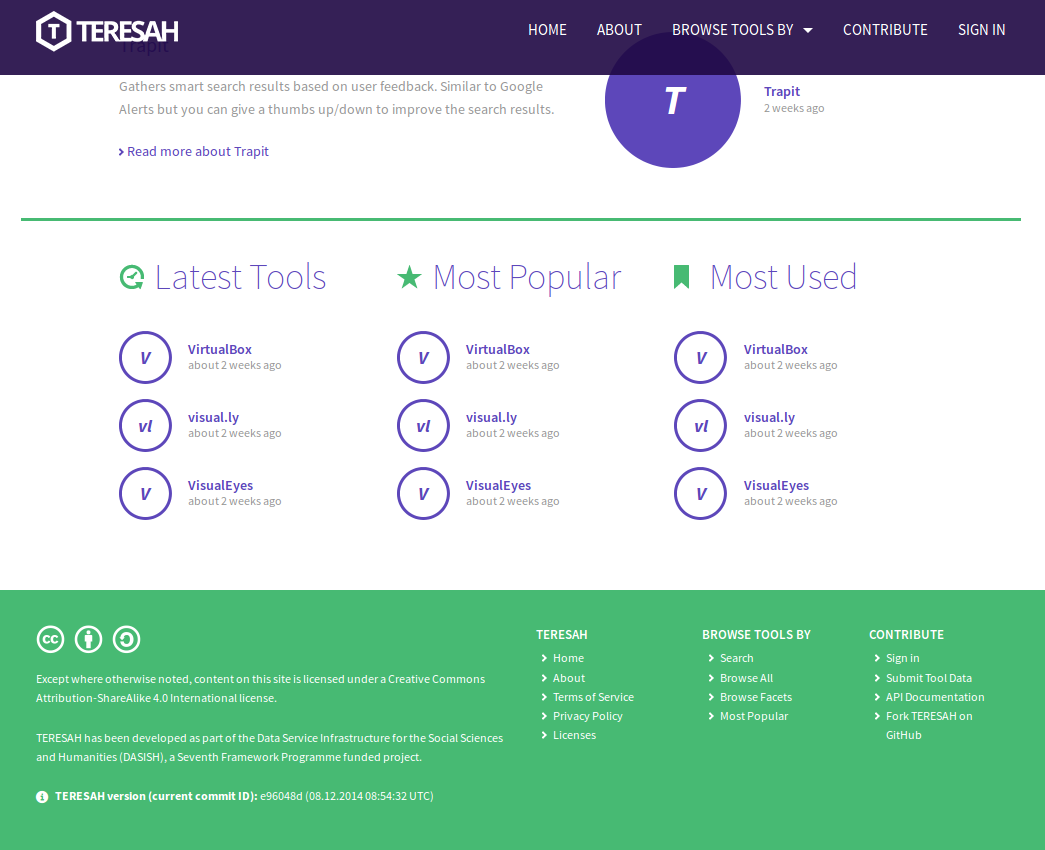 TERESAH
HOME ABOUT BROWSE TOOLS BY CONTRIBUTE SIGN IN
Trapit
Gathers smart search results based on user feedback. Similar to Google
Alerts but you can give a thumbs up/down to improve the search results.
Read more about Trapit
T
Trapit
2 weeks ago
Latest Tools
V
VirtualBox
about 2 weeks ago
vl
visual.ly
about 2 weeks ago
V
VisualEyes
about 2 weeks ago
Most Popular
V
VirtualBox
about 2 weeks ago
vl
visual.ly
about 2 weeks ago
V
VisualEyes
about 2 weeks ago
Most Used
V
VirtualBox
about 2 weeks ago
vl
visual.ly
about 2 weeks ago
V
VisualEyes
about 2 weeks ago
cc
Except where otherwise noted, content on this site is licensed under a Creative Commons
Attribution-ShareAlike 4.0 International license.
TERESAH has been developed as part of the Data Service Infrastructure for the Social Sciences
and Humanities (DASISH), a Seventh Framework Programme funded project.
TERESAH version (current commit ID): e96048d (08.12.2014 08:54:32 UTC)
TERESAH
Home
About
Terms of Service
Privacy Policy
Licenses
BROWSE TOOLS BY
Search
Browse All
Browse Facets
Most Popular
CONTRIBUTE
Sign in
Submit Tool Data
API Documentation
Fork TERESAH on
GitHub